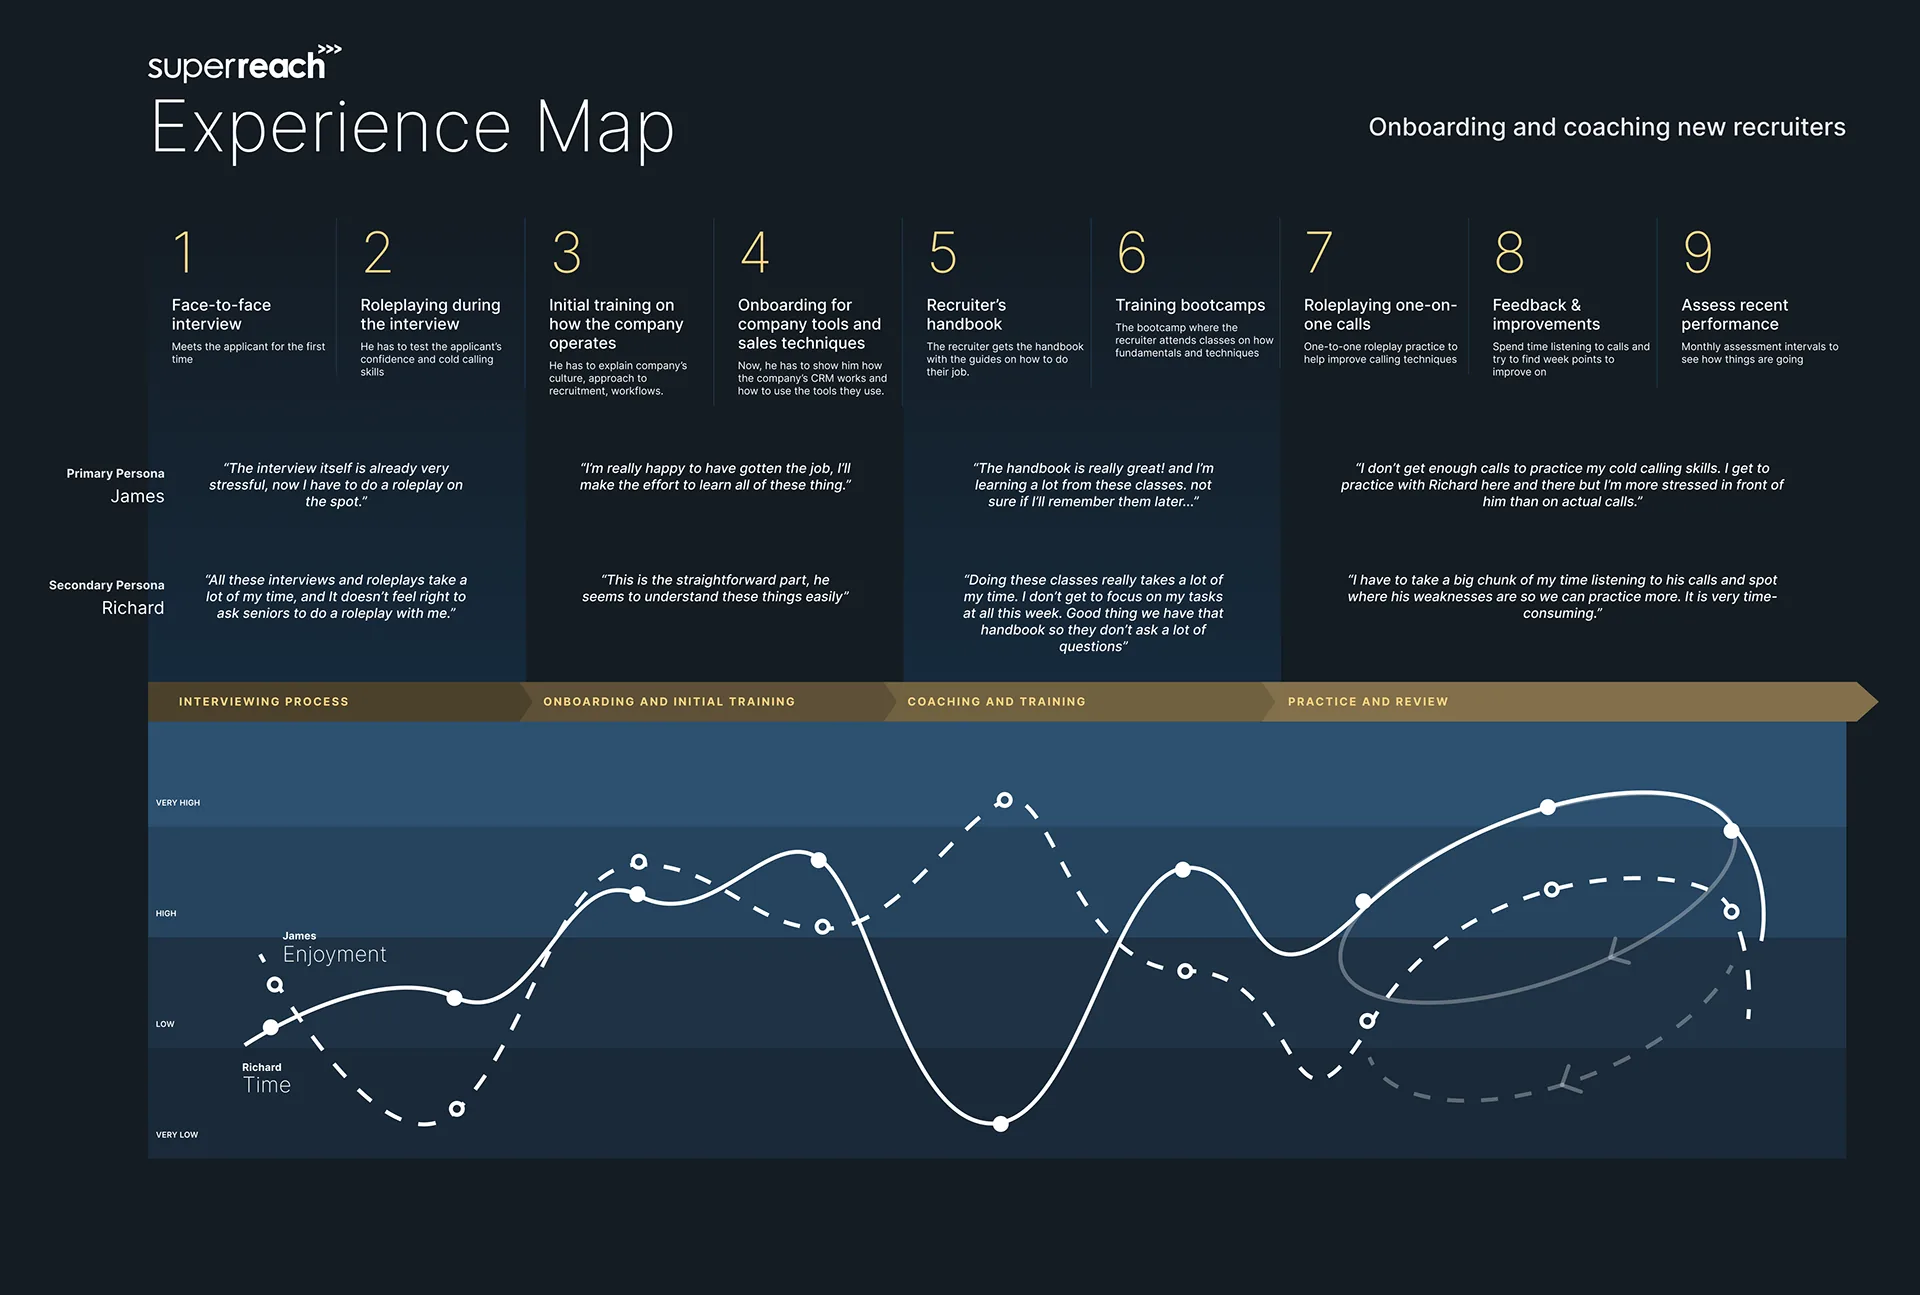 superreach>>>
Experience Map
Onboarding and coaching new recruiters
1
Face-to-face
interview
Meets the applicant for the first
time
2
Roleplaying during
the interview
He has to test the applicant's
confidence and cold calling
skills
3
Initial training on
how the company
operates
He has to explain company's
culture, approach to
recruitment, workflows.
4
Onboarding for
company tools and
sales techniques
Now, he has to show him how
the company's CRM works and
how to use the tools they use.
5
Recruiter's
handbook
The recruiter gets the handbook
with the guides on how to do
their job.
6
Training bootcamps
The bootcamp where the
recruiter attends classes on how
fundamentals and techniques
7
Roleplaying one-on-
one calls
One-to-one roleplay practice to
help improve calling techniques
8
Feedback &
improvements
Spend time listening to calls and
try to find week points to
improve on
9
Assess recent
performance
Monthly assessment intervals to
see how things are going
Primary Persona
James
"The interview itself is already very
stressful, now I have to do a roleplay on
the spot."
"I'm really happy to have gotten the job, I'll
make the effort to learn all of these thing."
"The handbook is really great! and I'm
learning a lot from these classes. not
sure if I'll remember them later..."
"I don't get enough calls to practice my cold calling skills. I get to
practice with Richard here and there but I'm more stressed in front of
him than on actual calls."
Secondary Persona
Richard
"All these interviews and roleplays take a
lot of my time, and It doesn't feel right to
ask seniors to do a roleplay with me."
"This is the straightforward part, he
seems to understand these things easily"
"Doing these classes really takes a lot of
my time. I don't get to focus on my tasks
at all this week. Good thing we have that
handbook so they don't ask a lot of
questions"
"I have to take a big chunk of my time listening to his calls and spot
where his weaknesses are so we can practice more. It is very time-
consuming."
INTERVIEWING PROCESS
ONBOARDING AND INITIAL TRAINING
COACHING AND TRAINING
PRACTICE AND REVIEW
VERY HIGH
HIGH
James
Enjoyment
LOW
Richard
Time
VERY LOW